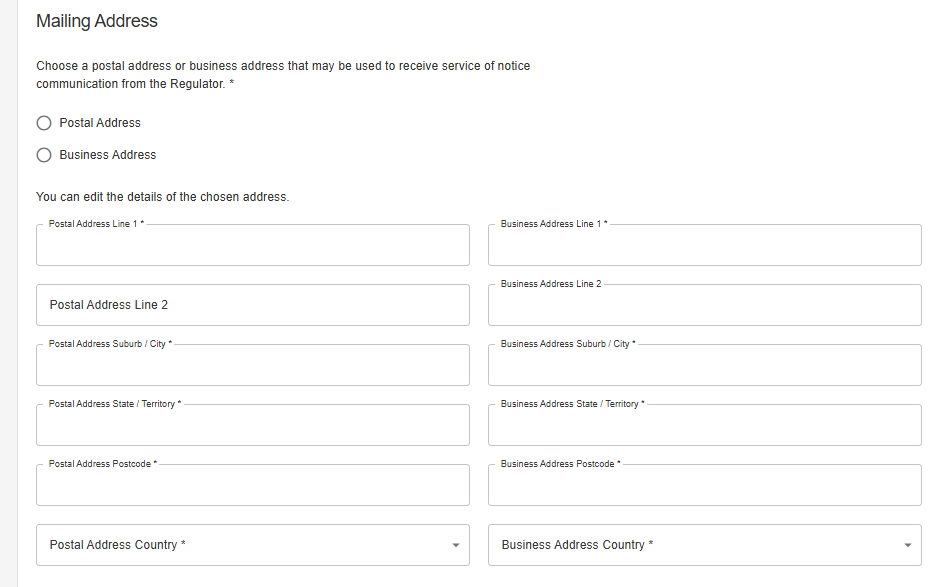 Mailing Address
Choose a postal address or business address that may be used to receive service of notice
communication from the Regulator. *
Postal Address
Business Address
You can edit the details of the chosen address.
Postal Address Line 1 *
Business Address Line 1 *
Postal Address Line 2
Business Address Line 2
Postal Address Suburb / City *
Business Address Suburb / City *
Postal Address State / Territory *
Business Address State / Territory *
Postal Address Postcode *
Business Address Postcode *
Postal Address Country *
Business Address Country *